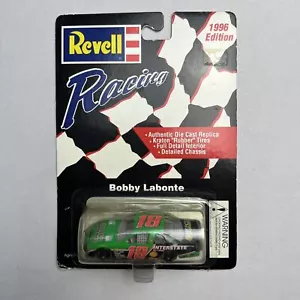 Revell
1996
Edition
Racing
• Authentic Die Cast Replica
• Kraton "Rubber" Tires
• Full Detail Interior
• Detailed Chassis
Bobby Labonte
18
18
INTERSTATE
WARNING